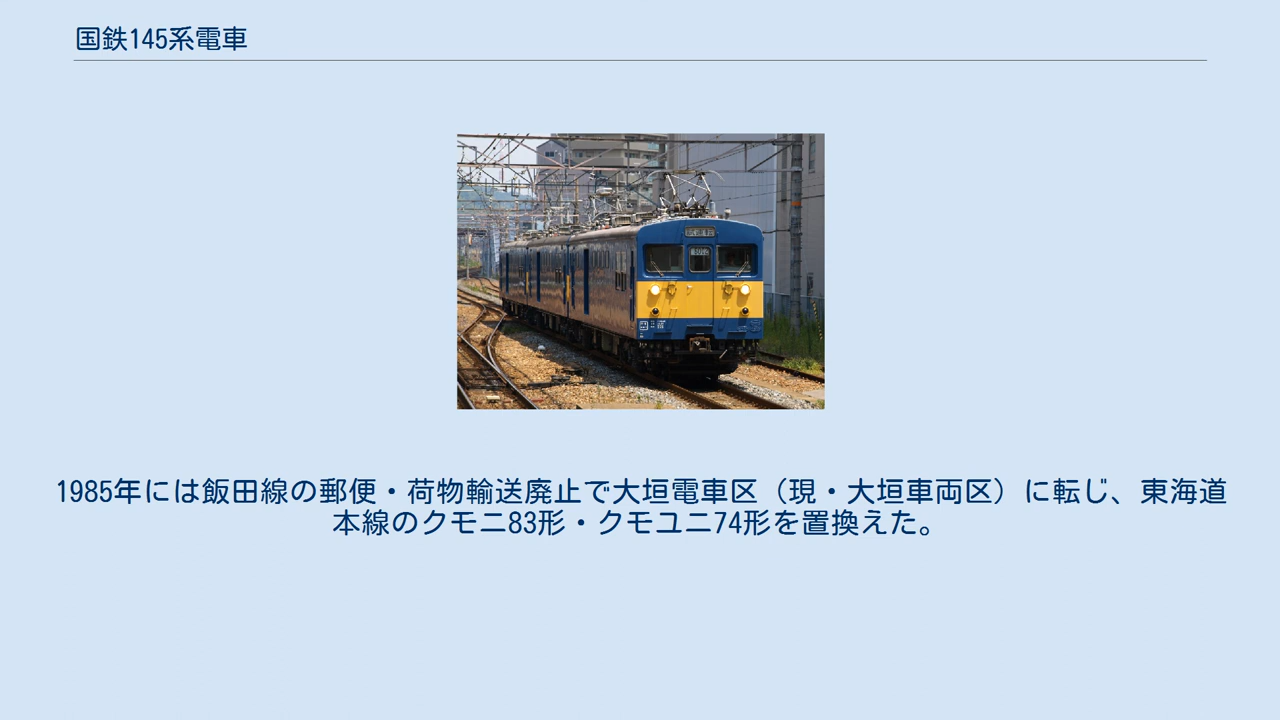 国鉄145系電車
1985年には飯田線の郵便・荷物輸送廃止で大垣電車区（現・大垣車両区）に転じ、東海道
本線のクモニ83形・クモユニ74形を置換えた。